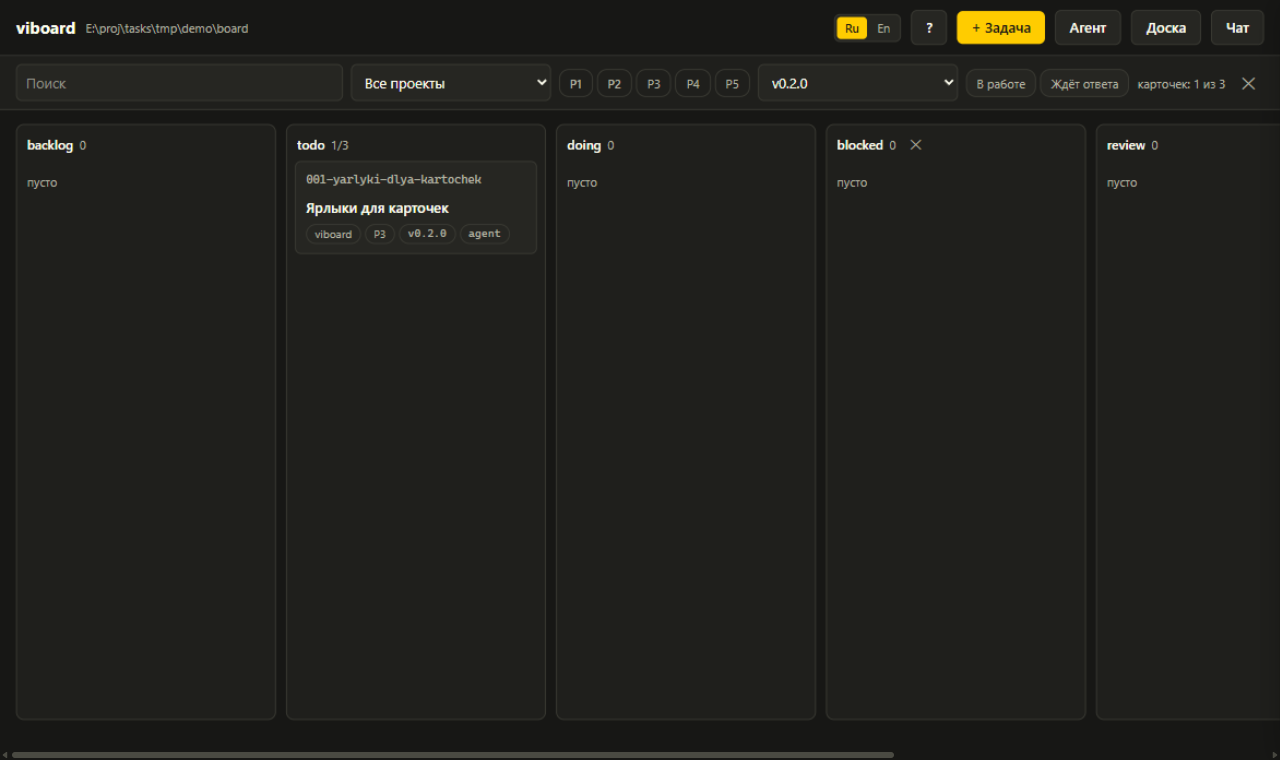 viboard E:\proj\tasks\tmp\demo\board Ru En ? + Задача Агент Доска Чат
Поиск Все проекты P1 P2 P3 P4 P5 v0.2.0 В работе Ждёт ответа карточек: 1 из 3
backlog 0
пусто
todo 1/3
001-yarlyki-dlya-kartochek
Ярлыки для карточек
viboard P3 v0.2.0 agent
doing 0
пусто
blocked 0
пусто
review 0
пусто